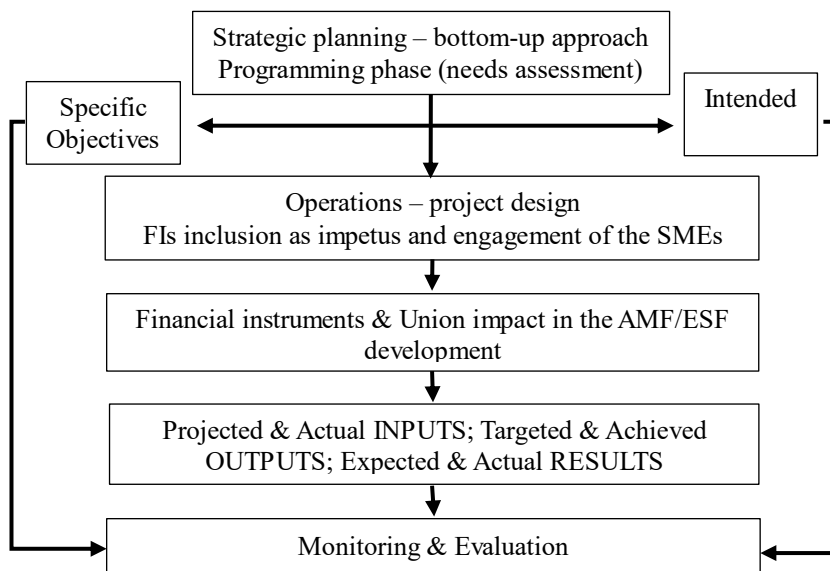 Strategic planning – bottom-up approach
Programming phase (needs assessment)
Specific
Objectives
Intended
Operations – project design
FIs inclusion as impetus and engagement of the SMEs
Financial instruments & Union impact in the AMF/ESF
development
Projected & Actual INPUTS; Targeted & Achieved
OUTPUTS; Expected & Actual RESULTS
Monitoring & Evaluation